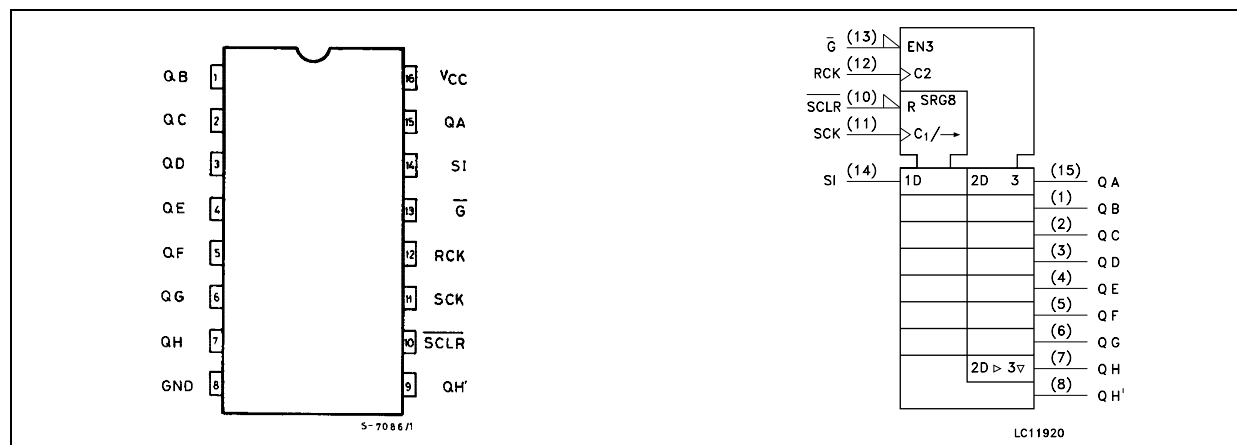 QB 1 16 VCC
QC 2 15 QA
QD 3 14 SI
QE 4 13 G̅
QF 5 12 RCK
QG 6 11 SCK
QH 7 10 S̅C̅L̅R̅
GND 8 9 QH'
S-7086/1
G̅ (13) EN3
RCK (12) C2
S̅C̅L̅R̅ (10) R SRG8
SCK (11) C1/→
SI (14) 1D 2D 3 (15) QA
(1) QB
(2) QC
(3) QD
(4) QE
(5) QF
(6) QG
2D ▷ 3▽ (7) QH
(8) QH'
LC11920